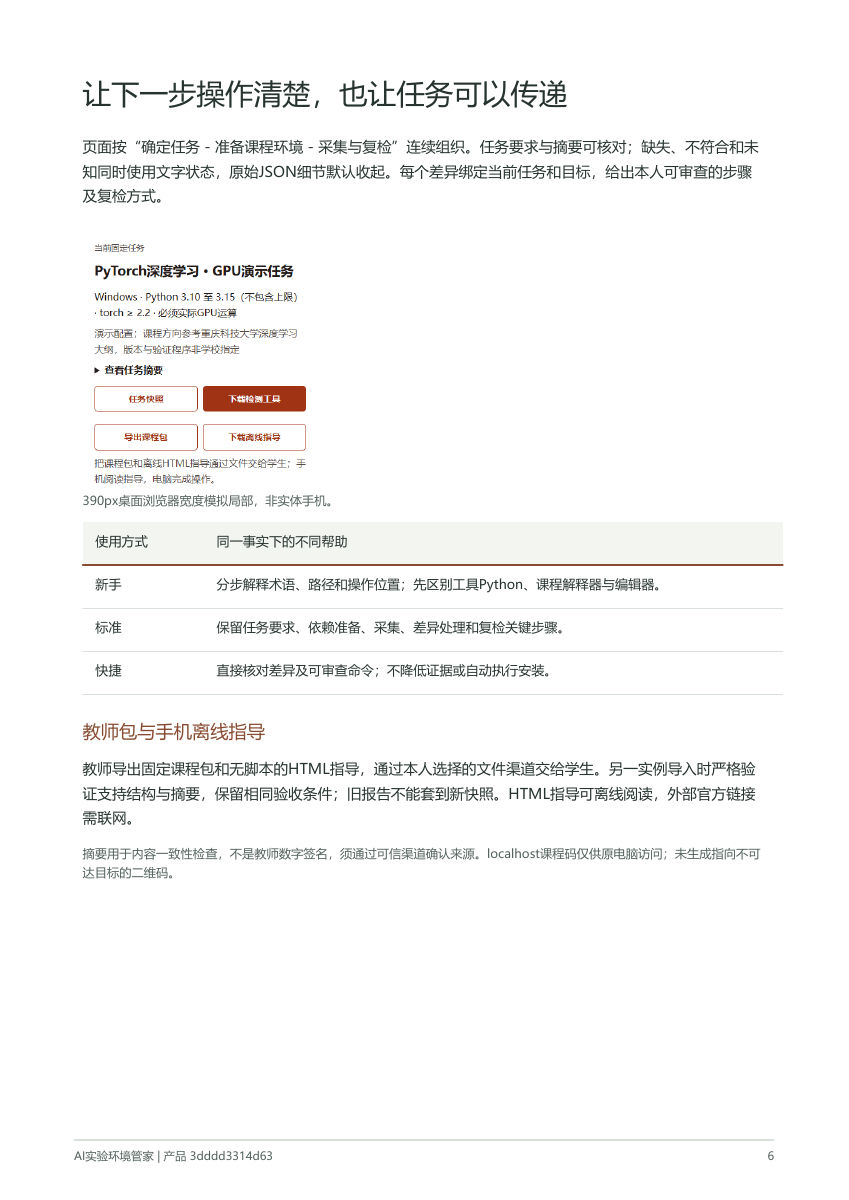 让下一步操作清楚，也让任务可以传递
页面按“确定任务 - 准备课程环境 - 采集与复检”连续组织。任务要求与摘要可核对；缺失、不符合和未
知同时使用文字状态，原始JSON细节默认收起。每个差异绑定当前任务和目标，给出本人可审查的步骤
及复检方式。
当前固定任务
PyTorch深度学习 · GPU演示任务
Windows · Python 3.10 至 3.15（不包含上限）
· torch ≥ 2.2 · 必须实际GPU运算
演示配置；课程方向参考重庆科技大学深度学习
大纲，版本与验证程序非学校指定
▶ 查看任务摘要
任务快照 下载检测工具
导出课程包 下载离线指导
把课程包和离线HTML指导通过文件交给学生；手
机阅读指导，电脑完成操作。
390px桌面浏览器宽度模拟局部，非实体手机。
使用方式 同一事实下的不同帮助
新手 分步解释术语、路径和操作位置；先区别工具Python、课程解释器与编辑器。
标准 保留任务要求、依赖准备、采集、差异处理和复检关键步骤。
快捷 直接核对差异及可审查命令；不降低证据或自动执行安装。
教师包与手机离线指导
教师导出固定课程包和无脚本的HTML指导，通过本人选择的文件渠道交给学生。另一实例导入时严格验
证支持结构与摘要，保留相同验收条件；旧报告不能套到新快照。HTML指导可离线阅读，外部官方链接
需联网。
摘要用于内容一致性检查，不是教师数字签名，须通过可信渠道确认来源。localhost课程码仅供原电脑访问；未生成指向不可
达目标的二维码。
AI实验环境管家 | 产品 3dddd3314d63 6